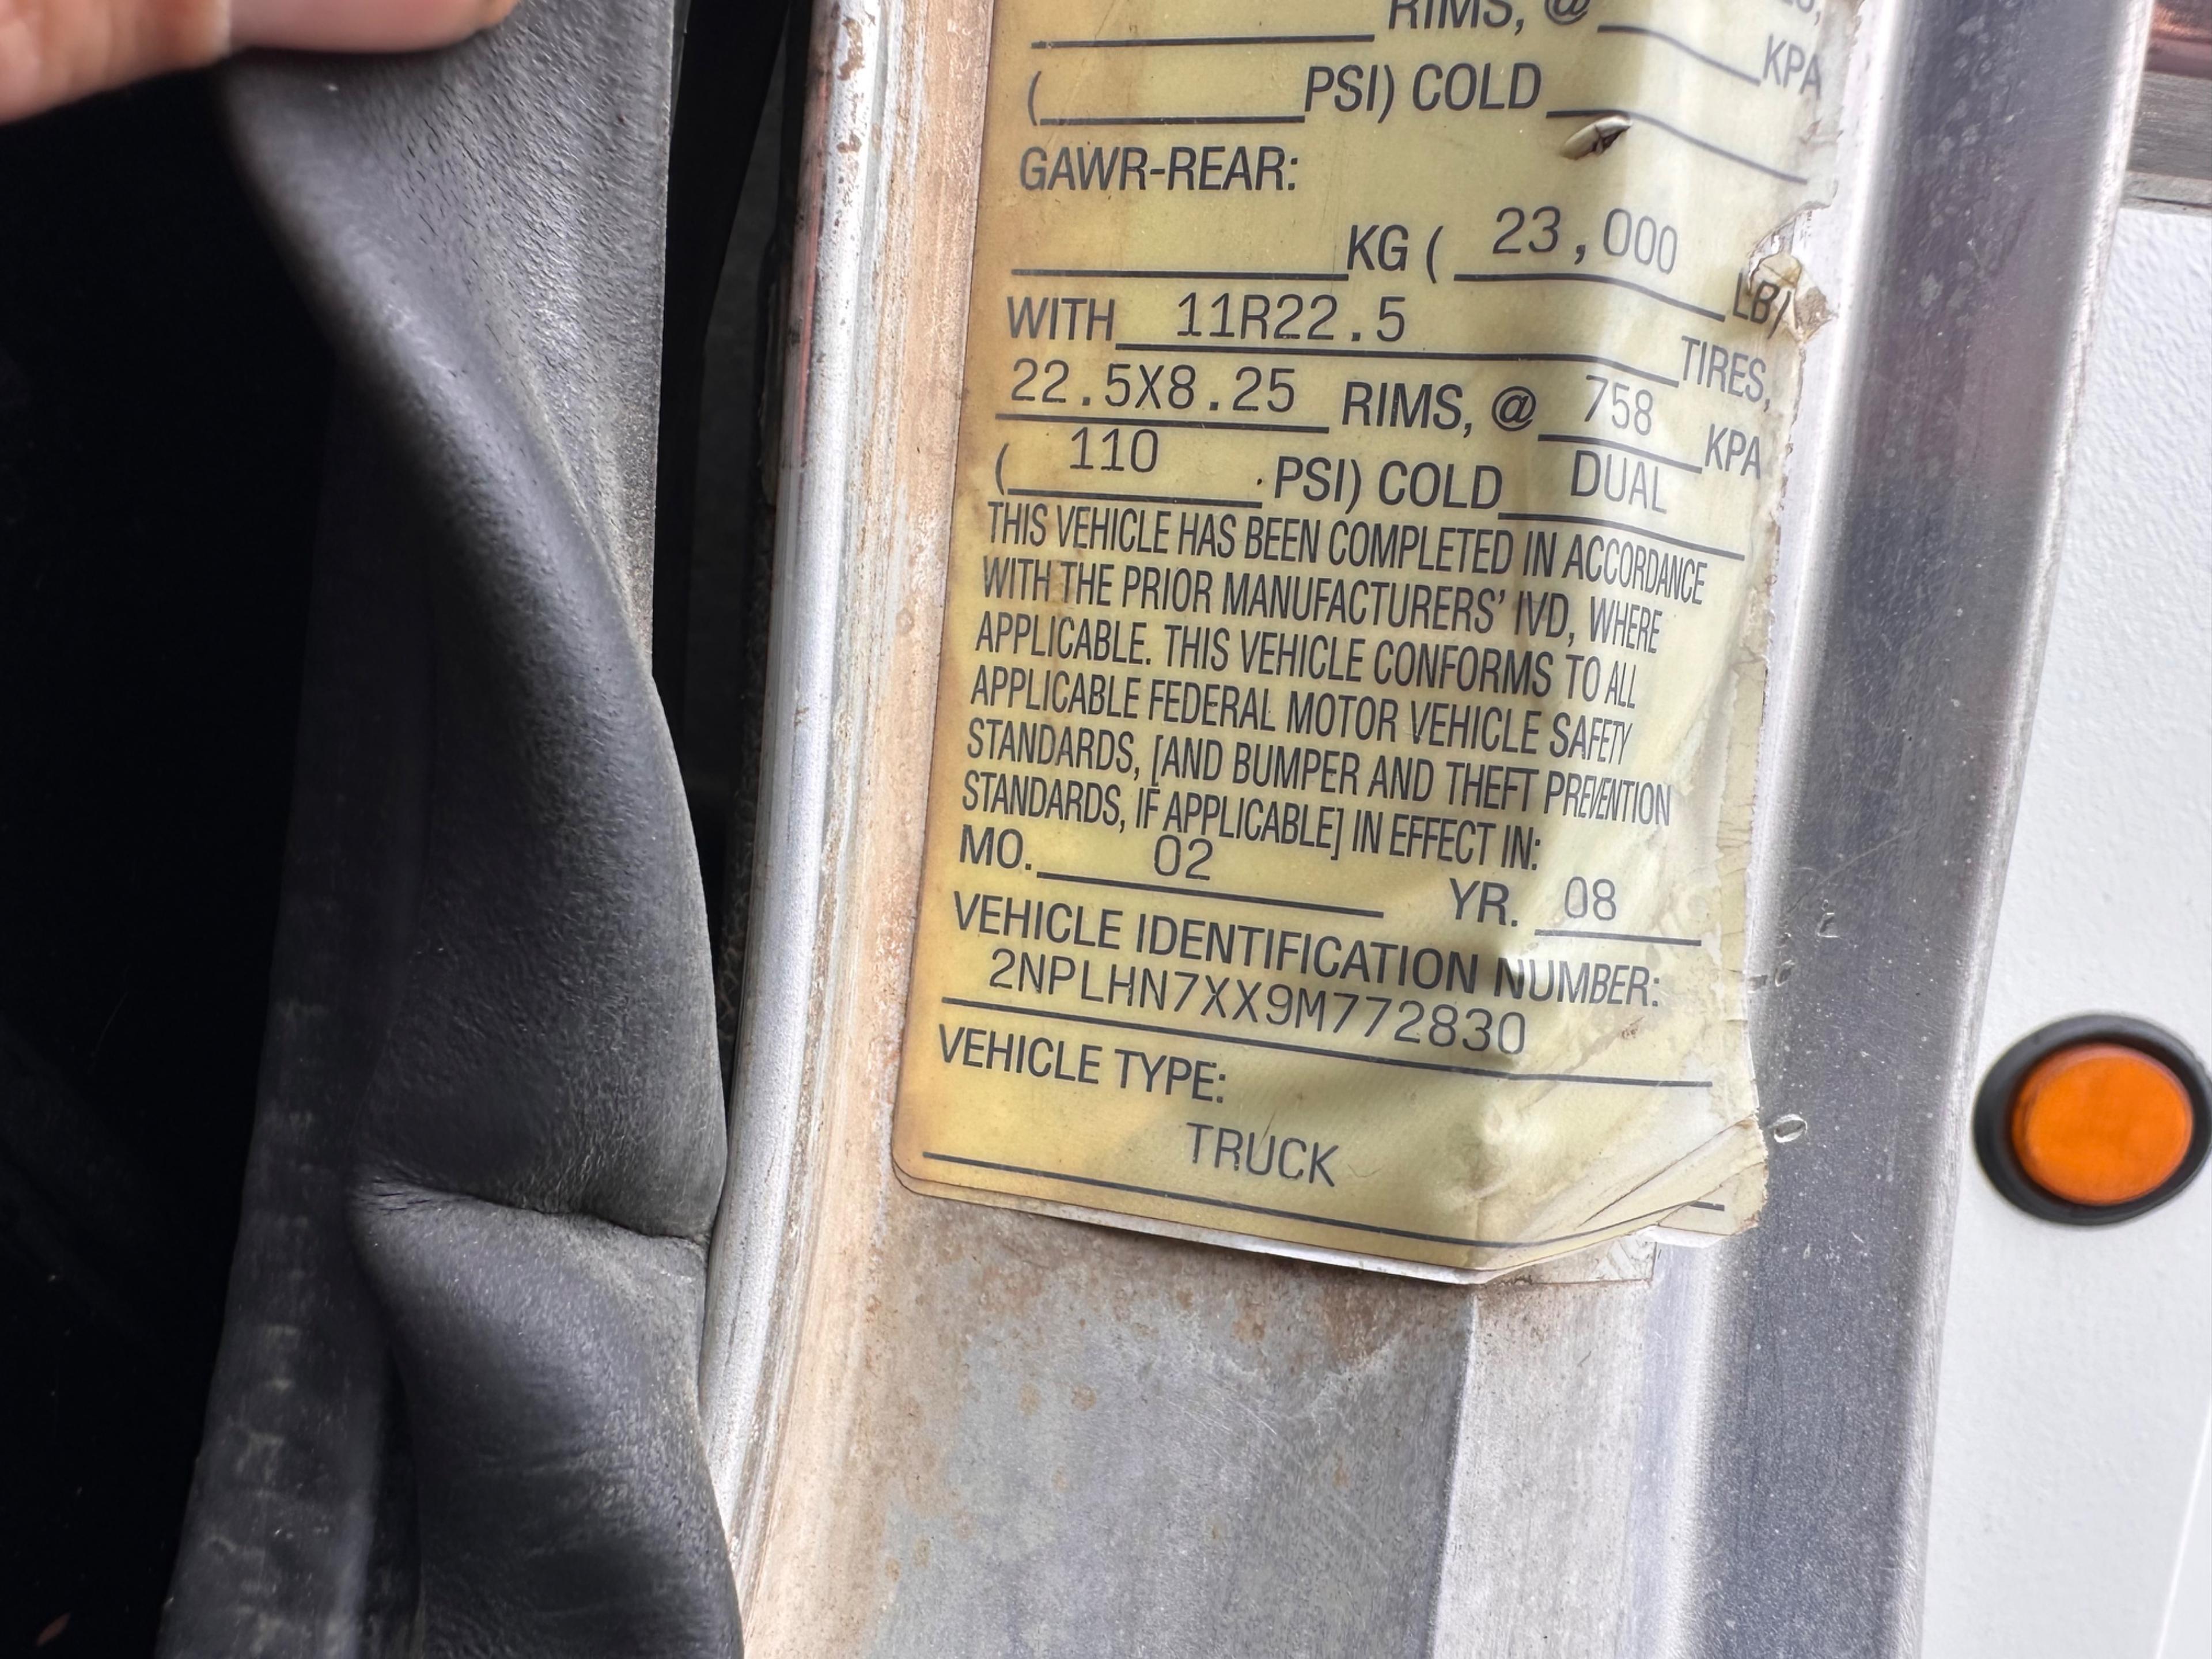 RIMS, @
KPA
( PSI) COLD
GAWR-REAR:
KG ( 23,000 LB)
WITH 11R22.5 TIRES,
22.5X8.25 RIMS, @ 758 KPA
( 110 PSI) COLD DUAL
THIS VEHICLE HAS BEEN COMPLETED IN ACCORDANCE
WITH THE PRIOR MANUFACTURERS' IVD, WHERE
APPLICABLE. THIS VEHICLE CONFORMS TO ALL
APPLICABLE FEDERAL MOTOR VEHICLE SAFETY
STANDARDS, [AND BUMPER AND THEFT PREVENTION
STANDARDS, IF APPLICABLE] IN EFFECT IN:
MO. 02 YR. 08
VEHICLE IDENTIFICATION NUMBER:
2NPLHN7XX9M772830
VEHICLE TYPE:
TRUCK